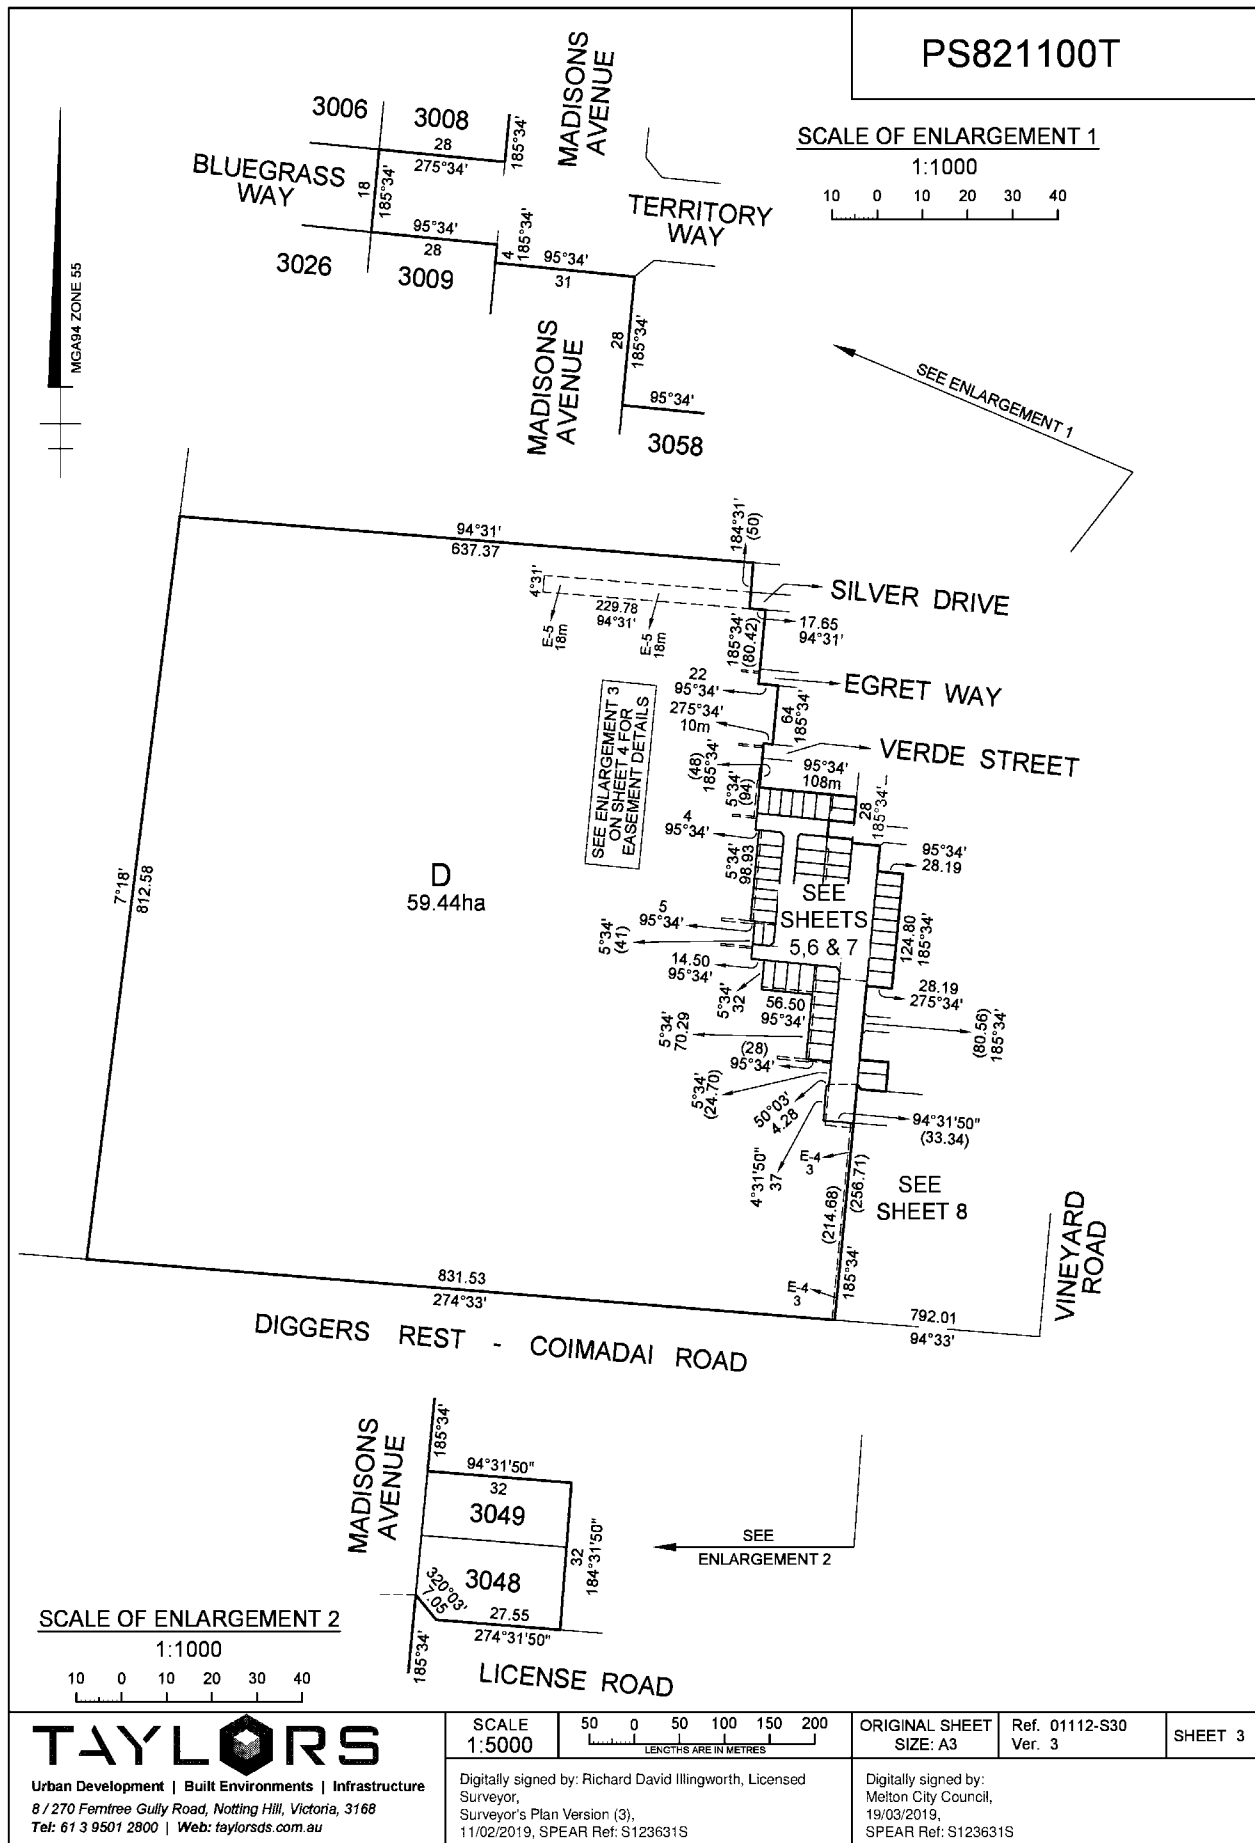 PS821100T
SCALE OF ENLARGEMENT 1
1:1000
10 0 10 20 30 40
MADISONS
AVENUE
3006
3008
28
275°34'
185°34'
BLUEGRASS
WAY
18
185°34'
TERRITORY
WAY
95°34'
28
4
185°34'
95°34'
31
3026
3009
MADISONS
AVENUE
28
185°34'
95°34'
3058
MGA94 ZONE 55
SEE ENLARGEMENT 1
94°31'
637.37
184°31'
(50)
4°31'
229.78
94°31'
E-5
18m
E-5
18m
SILVER DRIVE
17.65
94°31'
185°34'
(80.42)
22
95°34'
EGRET WAY
275°34'
10m
64
185°34'
VERDE STREET
SEE ENLARGEMENT 3
ON SHEET 4 FOR
EASEMENT DETAILS
(48)
185°34'
95°34'
108m
5°34'
(94)
28
185°34'
4
95°34'
95°34'
28.19
5°34'
98.93
D
59.44ha
7°18'
812.58
SEE
SHEETS
5,6 & 7
124.80
185°34'
5
95°34'
5°34'
(41)
14.50
95°34'
28.19
275°34'
5°34'
32
56.50
95°34'
5°34'
70.29
(80.56)
185°34'
(28)
95°34'
5°34'
(24.70)
50°03'
4.28
94°31'50"
(33.34)
4°31'50"
37
E-4
3
(214.68)
(256.71)
SEE
SHEET 8
185°34'
E-4
3
VINEYARD
ROAD
831.53
274°33'
792.01
94°33'
DIGGERS REST - COIMADAI ROAD
MADISONS
AVENUE
185°34'
94°31'50"
32
3049
32
184°31'50"
3048
320°03'
7.05
27.55
274°31'50"
185°34'
LICENSE ROAD
SEE
ENLARGEMENT 2
SCALE OF ENLARGEMENT 2
1:1000
10 0 10 20 30 40
TAYLORS
Urban Development | Built Environments | Infrastructure
8 / 270 Ferntree Gully Road, Notting Hill, Victoria, 3168
Tel: 61 3 9501 2800 | Web: taylorsds.com.au
SCALE
1:5000
50 0 50 100 150 200
LENGTHS ARE IN METRES
ORIGINAL SHEET
SIZE: A3
Ref. 01112-S30
Ver. 3
SHEET 3
Digitally signed by: Richard David Illingworth, Licensed
Surveyor,
Surveyor's Plan Version (3),
11/02/2019, SPEAR Ref: S123631S
Digitally signed by:
Melton City Council,
19/03/2019,
SPEAR Ref: S123631S